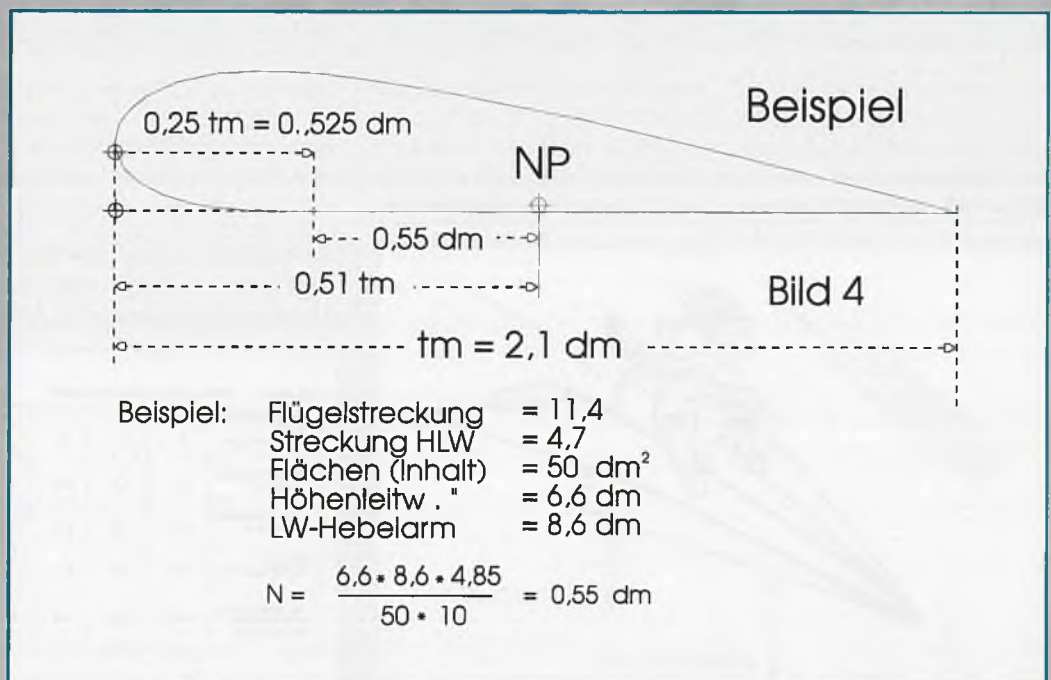 Beispiel
0,25 tm = 0.,525 dm
NP
0,55 dm
0,51 tm
Bild 4
tm = 2,1 dm
Beispiel: Flügelstreckung = 11,4
Streckung HLW = 4,7
Flächen (Inhalt) = 50 dm²
Höhenleitw . " = 6,6 dm
LW-Hebelarm = 8,6 dm
N = 6,6 * 8,6 * 4,85 / 50 * 10 = 0,55 dm